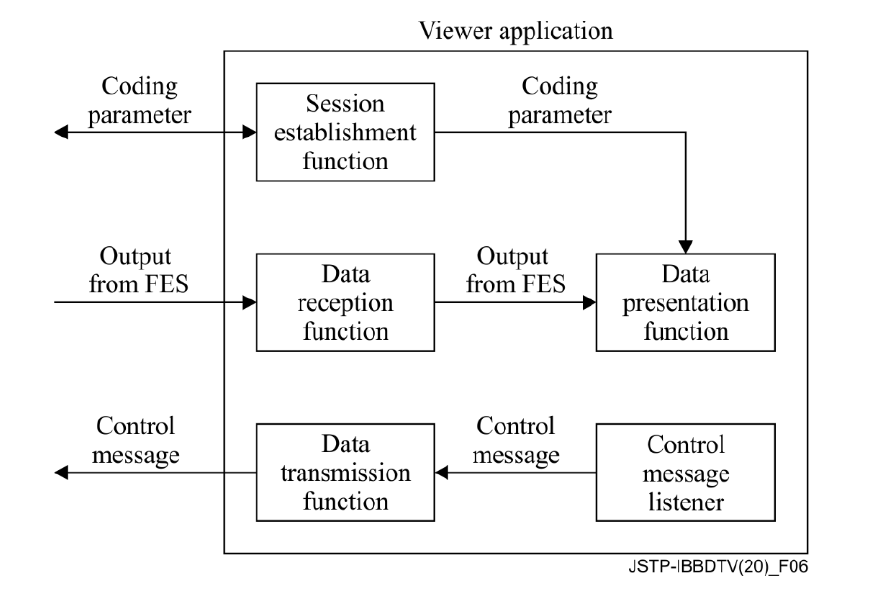 Viewer application
Coding
parameter
Session
establishment
function
Coding
parameter
Output
from FES
Data
reception
function
Output
from FES
Data
presentation
function
Control
message
Data
transmission
function
Control
message
Control
message
listener
JSTP-IBBDTV(20)_F06